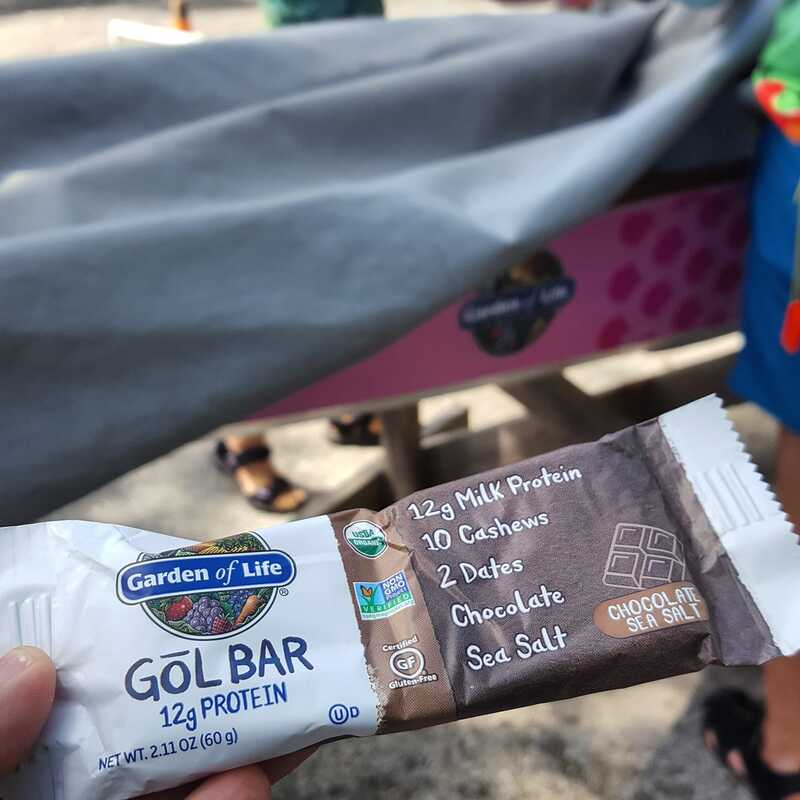 Garden of Life
Garden of Life
®
GōL BAR
12g PROTEIN
NET WT. 2.11 OZ (60 g)
U D
USDA
ORGANIC
NON
GMO
VERIFIED
Certified
GF
Gluten-Free
12g Milk Protein
10 Cashews
2 Dates
Chocolate
Sea Salt
CHOCOLATE
SEA SALT